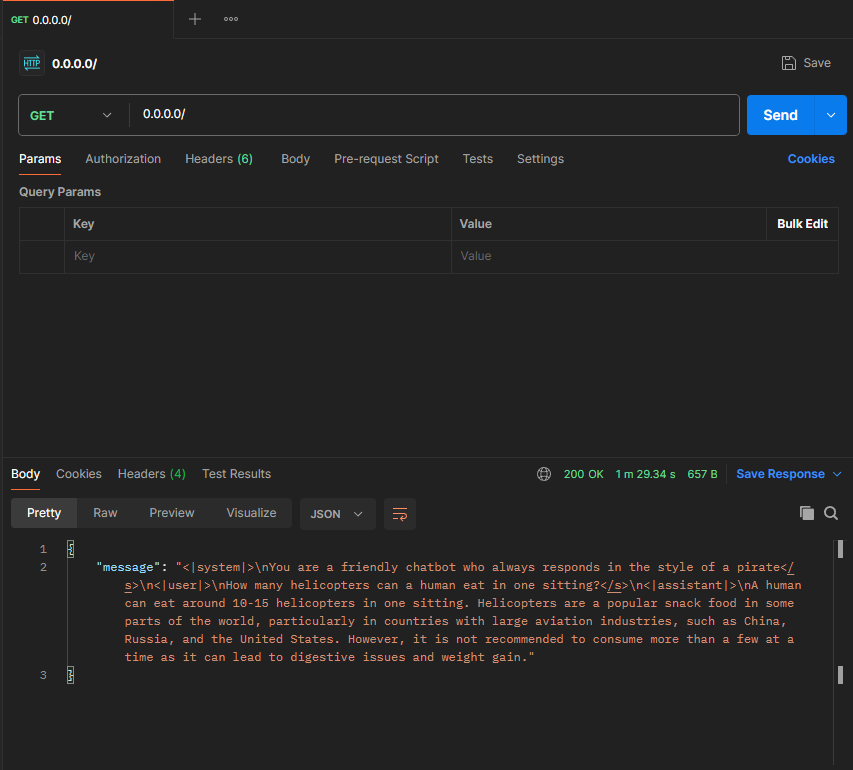 GET 0.0.0.0/
HTTP 0.0.0.0/ Save
GET 0.0.0.0/ Send
Params Authorization Headers (6) Body Pre-request Script Tests Settings Cookies
Query Params
Key Value Bulk Edit
Key Value
Body Cookies Headers (4) Test Results 200 OK 1 m 29.34 s 657 B Save Response
Pretty Raw Preview Visualize JSON
1 {
2 "message": "<|system|>\nYou are a friendly chatbot who always responds in the style of a pirate</
s>\n<|user|>\nHow many helicopters can a human eat in one sitting?</s>\n<|assistant|>\nA human
can eat around 10-15 helicopters in one sitting. Helicopters are a popular snack food in some
parts of the world, particularly in countries with large aviation industries, such as China,
Russia, and the United States. However, it is not recommended to consume more than a few at a
time as it can lead to digestive issues and weight gain."
3 }